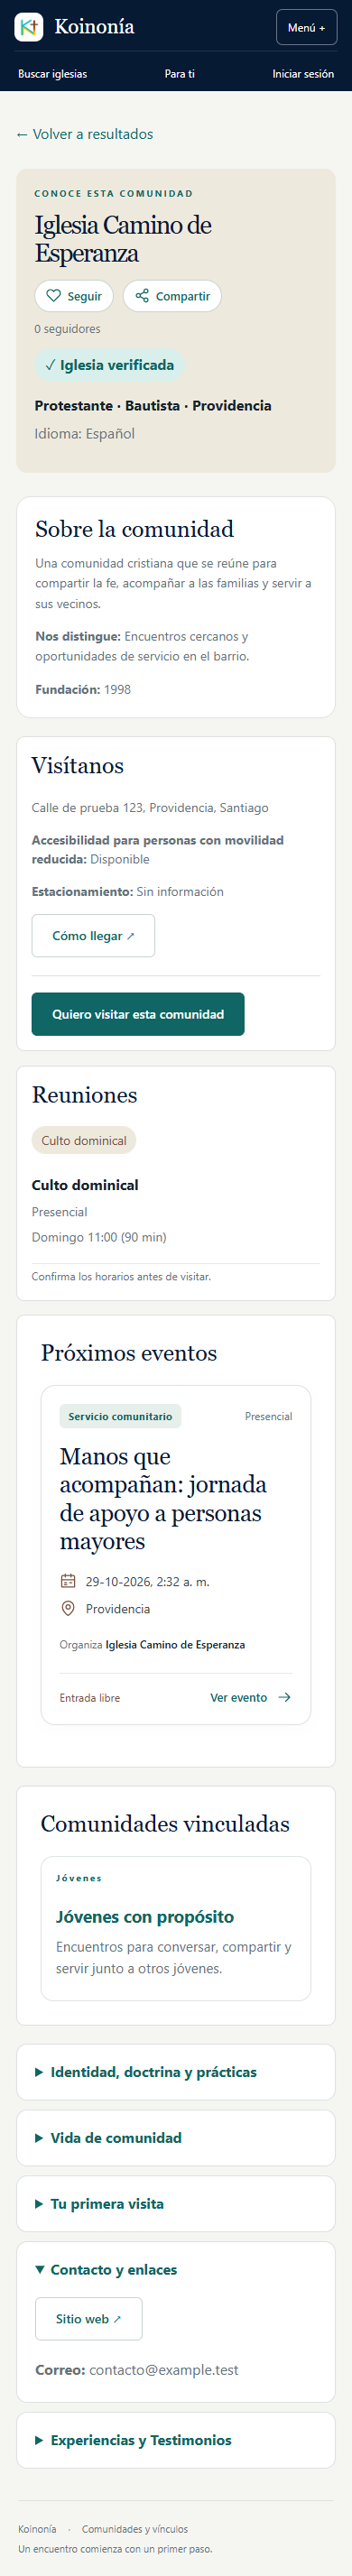 Koinonía
Menú +
Buscar iglesias
Para ti
Iniciar sesión
← Volver a resultados
CONOCE ESTA COMUNIDAD
Iglesia Camino de
Esperanza
Seguir
Compartir
0 seguidores
✓ Iglesia verificada
Protestante · Bautista · Providencia
Idioma: Español
Sobre la comunidad
Una comunidad cristiana que se reúne para
compartir la fe, acompañar a las familias y servir a
sus vecinos.
Nos distingue: Encuentros cercanos y
oportunidades de servicio en el barrio.
Fundación: 1998
Visítanos
Calle de prueba 123, Providencia, Santiago
Accesibilidad para personas con movilidad
reducida: Disponible
Estacionamiento: Sin información
Cómo llegar ↗
Quiero visitar esta comunidad
Reuniones
Culto dominical
Culto dominical
Presencial
Domingo 11:00 (90 min)
Confirma los horarios antes de visitar.
Próximos eventos
Servicio comunitario
Presencial
Manos que
acompañan: jornada
de apoyo a personas
mayores
29-10-2026, 2:32 a. m.
Providencia
Organiza Iglesia Camino de Esperanza
Entrada libre
Ver evento →
Comunidades vinculadas
Jóvenes
Jóvenes con propósito
Encuentros para conversar, compartir y
servir junto a otros jóvenes.
▶ Identidad, doctrina y prácticas
▶ Vida de comunidad
▶ Tu primera visita
▼ Contacto y enlaces
Sitio web ↗
Correo: contacto@example.test
▶ Experiencias y Testimonios
Koinonía · Comunidades y vínculos
Un encuentro comienza con un primer paso.